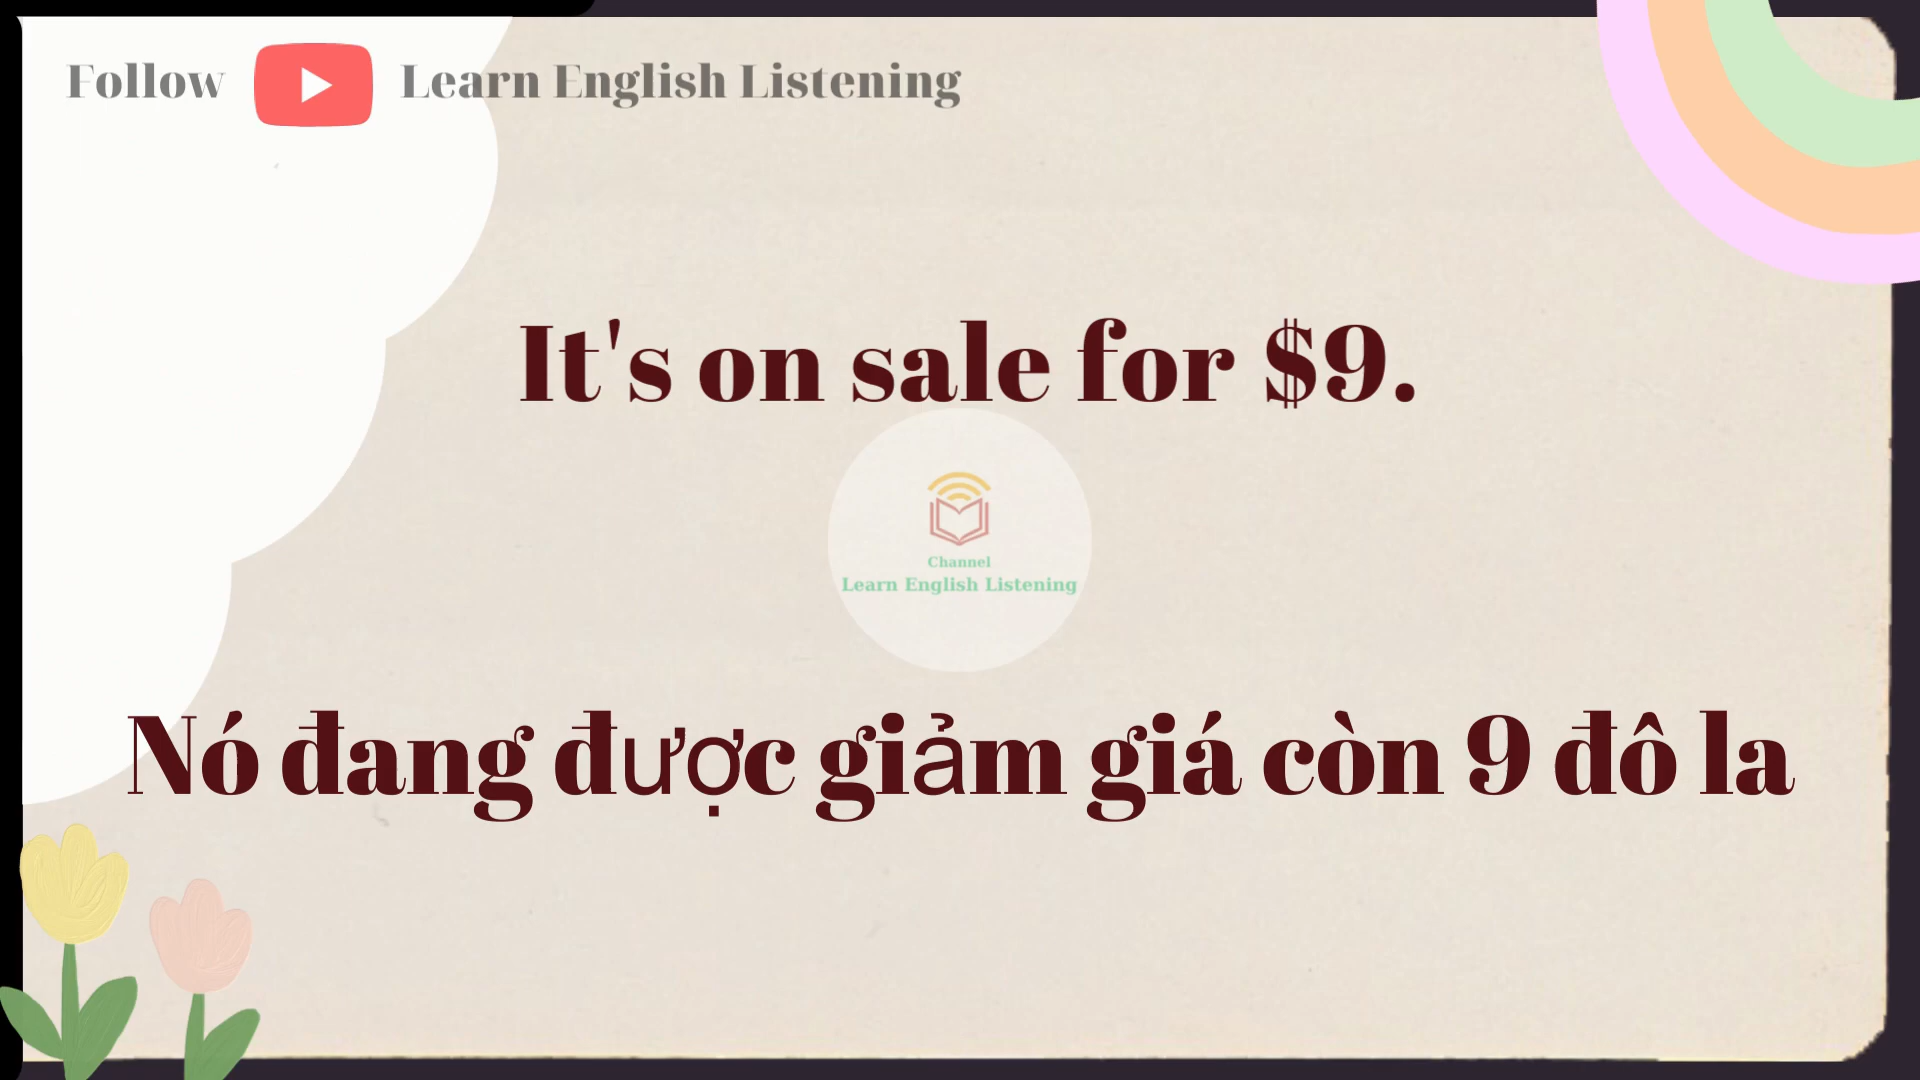 Follow Learn English Listening
It's on sale for $9.
Channel
Learn English Listening
Nó đang được giảm giá còn 9 đô la